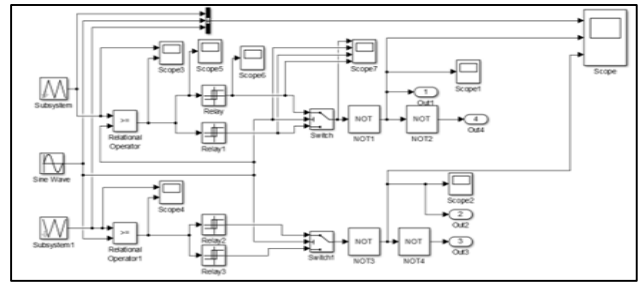 Scope
Scope3
Scope5
Scope6
Scope7
Scope1
Subsystem
>=
Relational
Operator
Relay
Relay1
Switch
NOT
NOT1
NOT
NOT2
1
Out1
4
Out4
Sine Wave
Scope4
Scope2
Subsystem1
>=
Relational
Operator1
Relay2
Relay3
Switch1
NOT
NOT3
NOT
NOT4
2
Out2
3
Out3